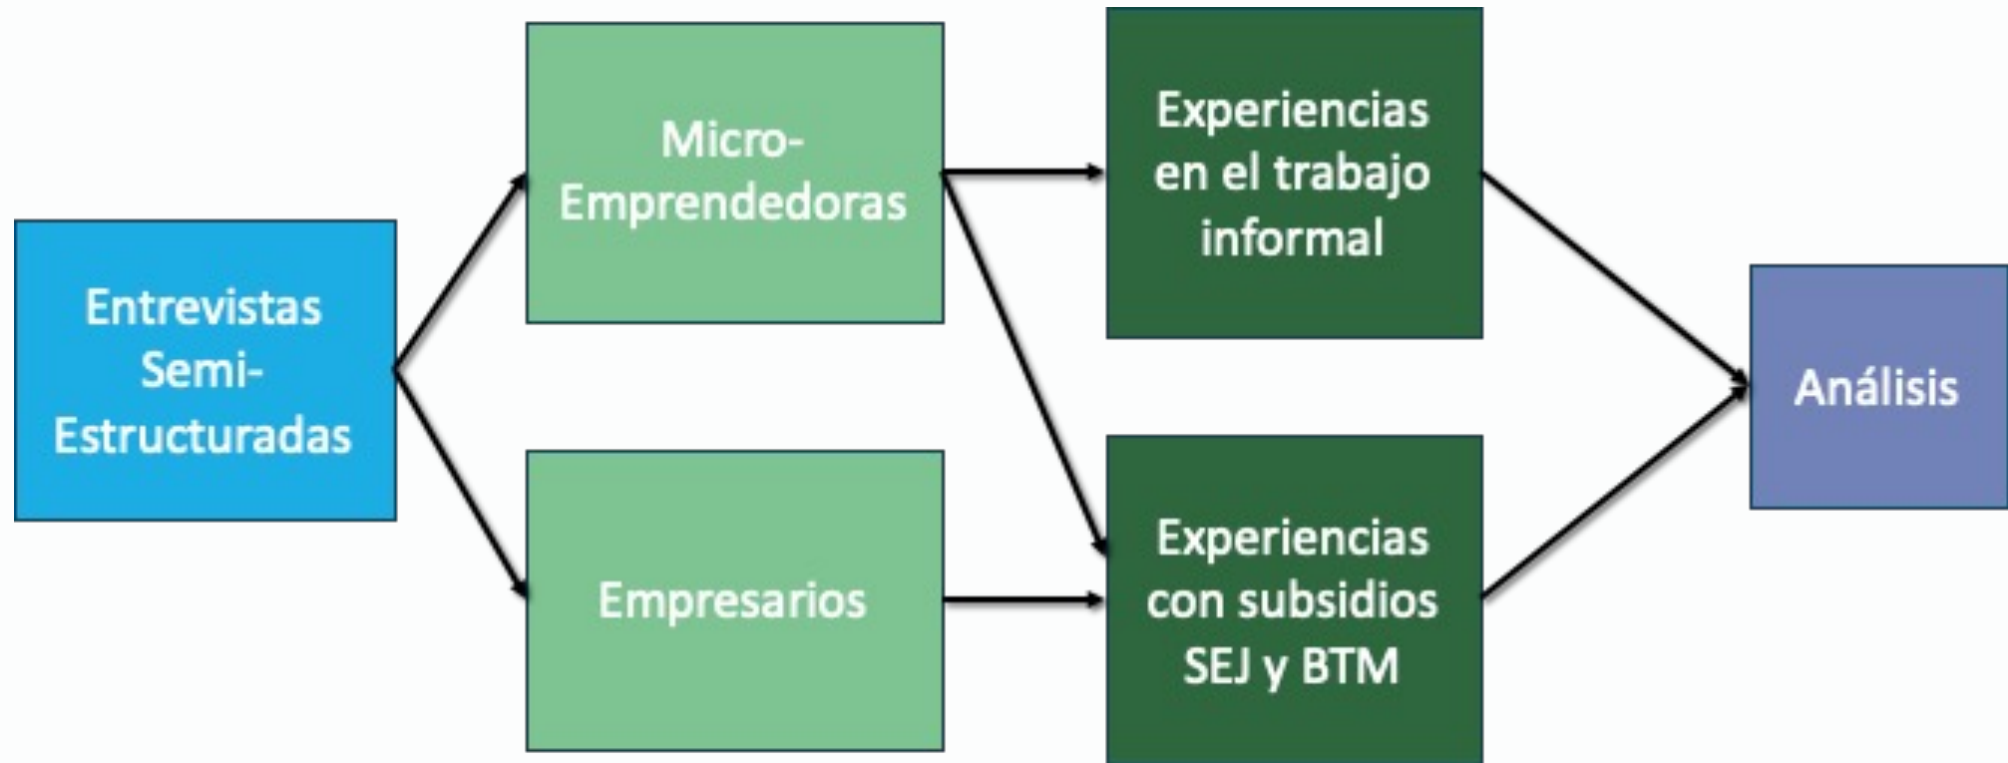 Entrevistas
Semi-
Estructuradas
Micro-
Emprendedoras
Empresarios
Experiencias
en el trabajo
informal
Experiencias
con subsidios
SEJ y BTM
Análisis